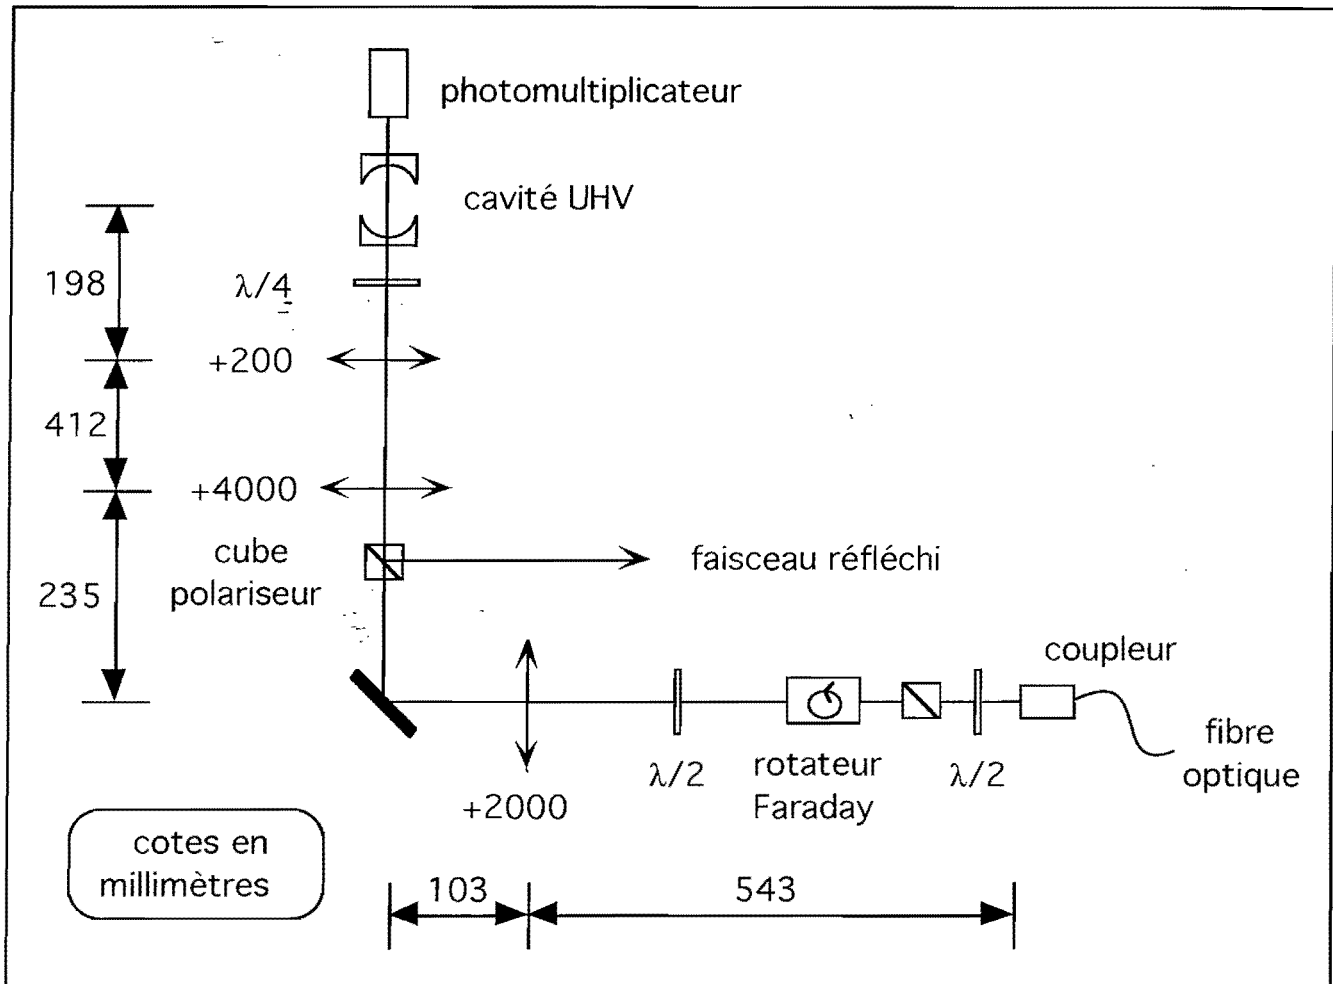 photomultiplicateur
cavité UHV
198
λ/4
+200
412
+4000
cube
polariseur
faisceau réfléchi
235
coupleur
fibre
optique
λ/2
rotateur
Faraday
λ/2
+2000
cotes en
millimètres
103
543